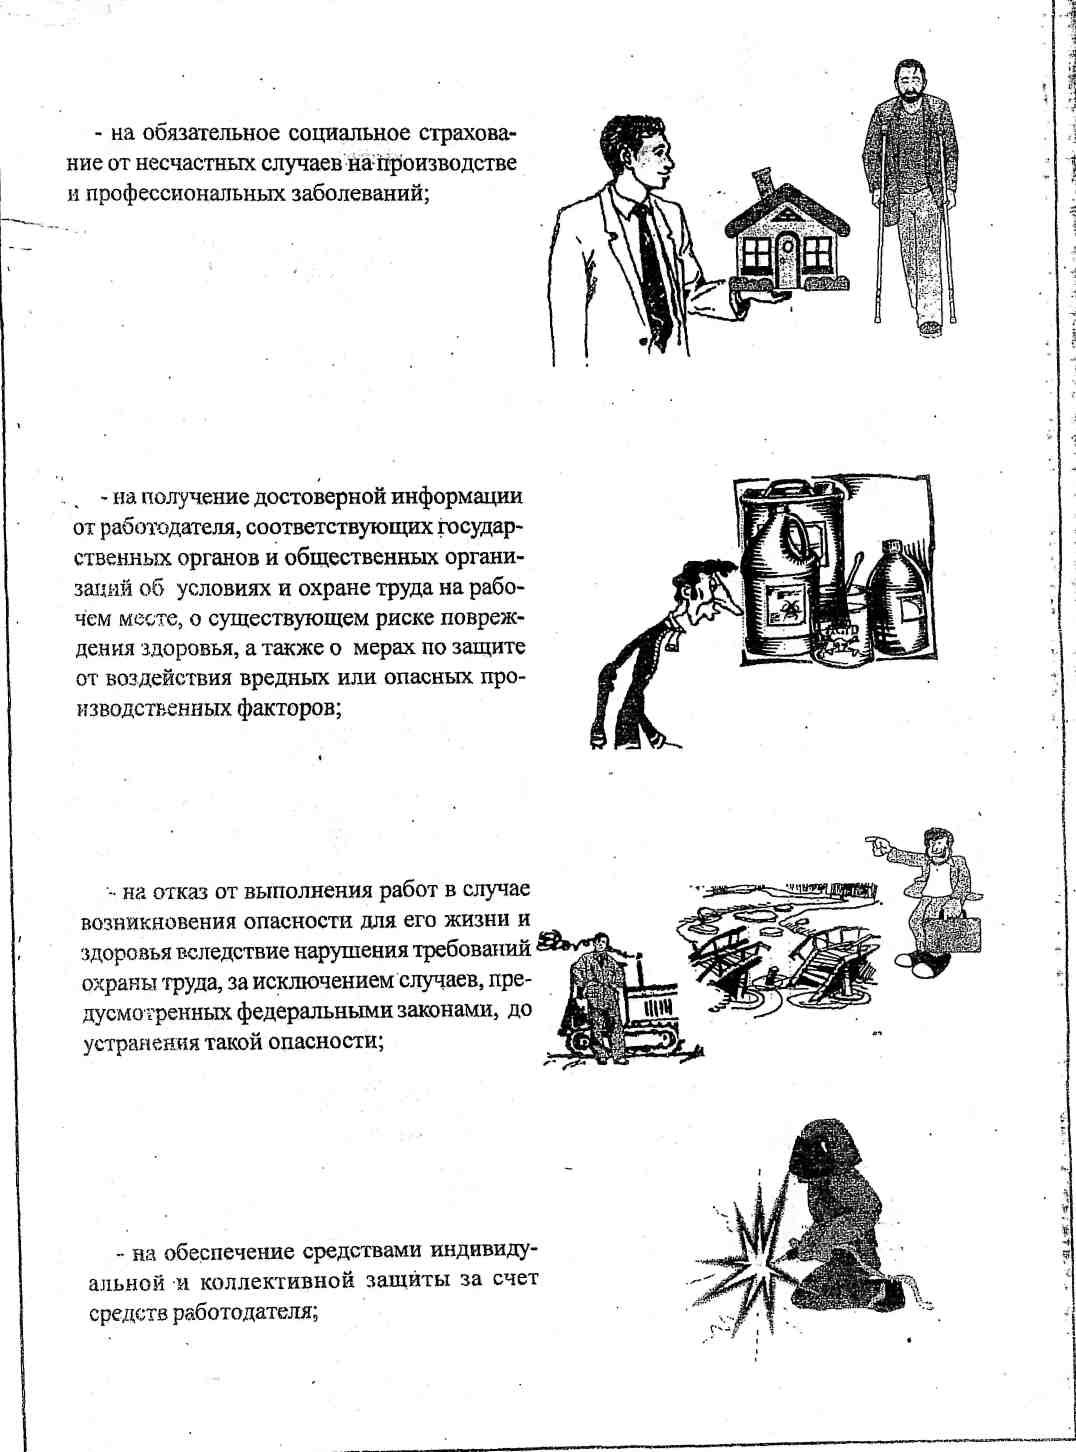 - на обязательное социальное страхова-
ние от несчастных случаев на производстве
и профессиональных заболеваний;
- на получение достоверной информации
от работодателя, соответствующих государ-
ственных органов и общественных органи-
заций об условиях и охране труда на рабо-
чем месте, о существующем риске повреж-
дения здоровья, а также о мерах по защите
от воздействия вредных или опасных про-
изводственных факторов;
- на отказ от выполнения работ в случае
возникновения опасности для его жизни и
здоровья вследствие нарушения требований
охраны труда, за исключением случаев, пре-
дусмотренных федеральными законами, до
устранения такой опасности;
- на обеспечение средствами индивиду-
альной и коллективной защиты за счет
средств работодателя;